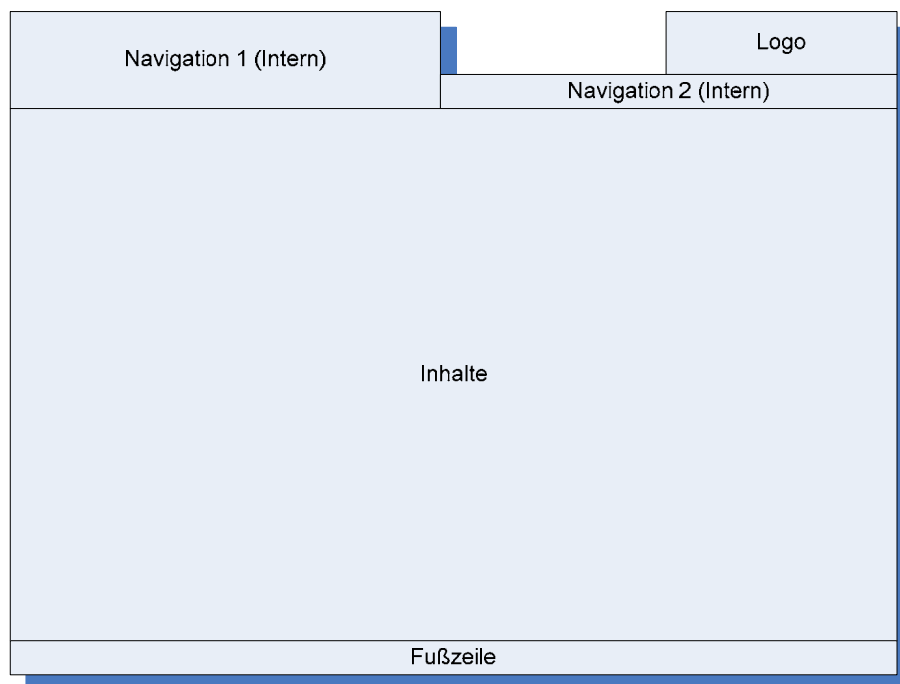 Navigation 1 (Intern)
Logo
Navigation 2 (Intern)
Inhalte
Fußzeile